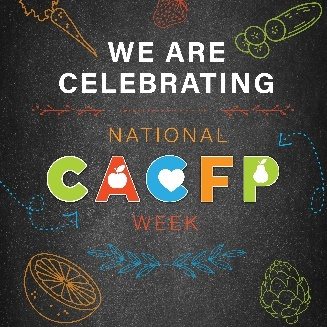 WE ARE
CELEBRATING
NATIONAL
CACFP
WEEK